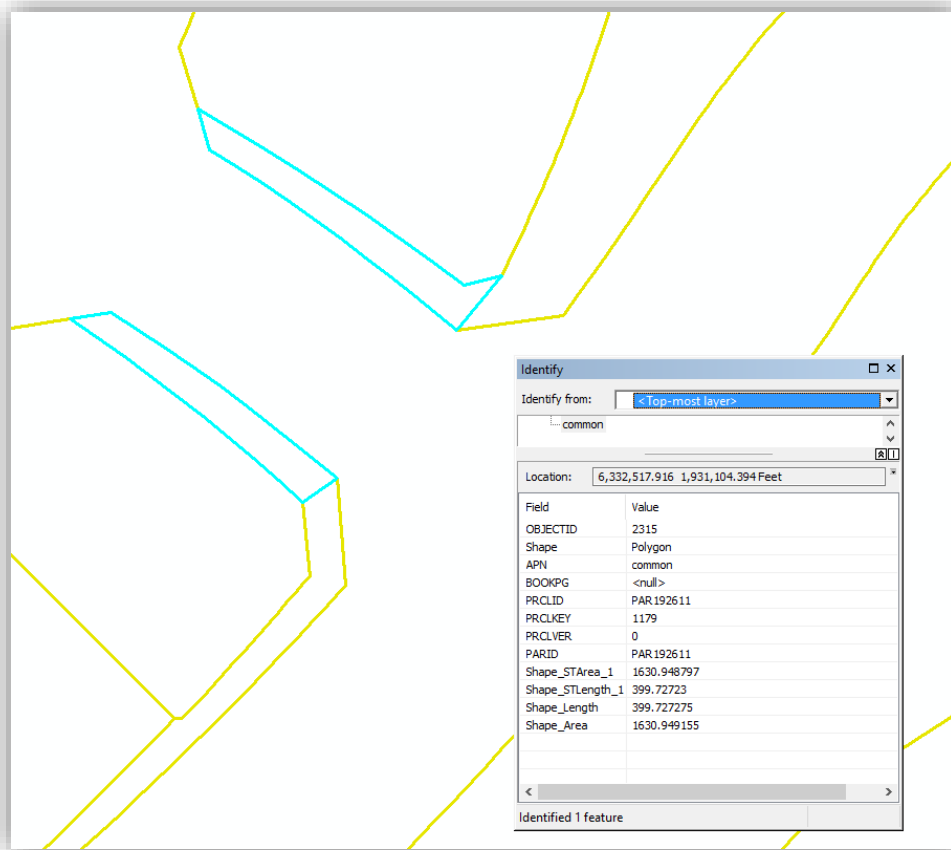 Identify
Identify from: <Top-most layer>
common
Location: 6,332,517.916 1,931,104.394 Feet
Field Value
OBJECTID 2315
Shape Polygon
APN common
BOOKPG <null>
PRCLID PAR192611
PRCLKEY 1179
PRCLVER 0
PARID PAR192611
Shape_STArea_1 1630.948797
Shape_STLength_1 399.72723
Shape_Length 399.727275
Shape_Area 1630.949155
Identified 1 feature